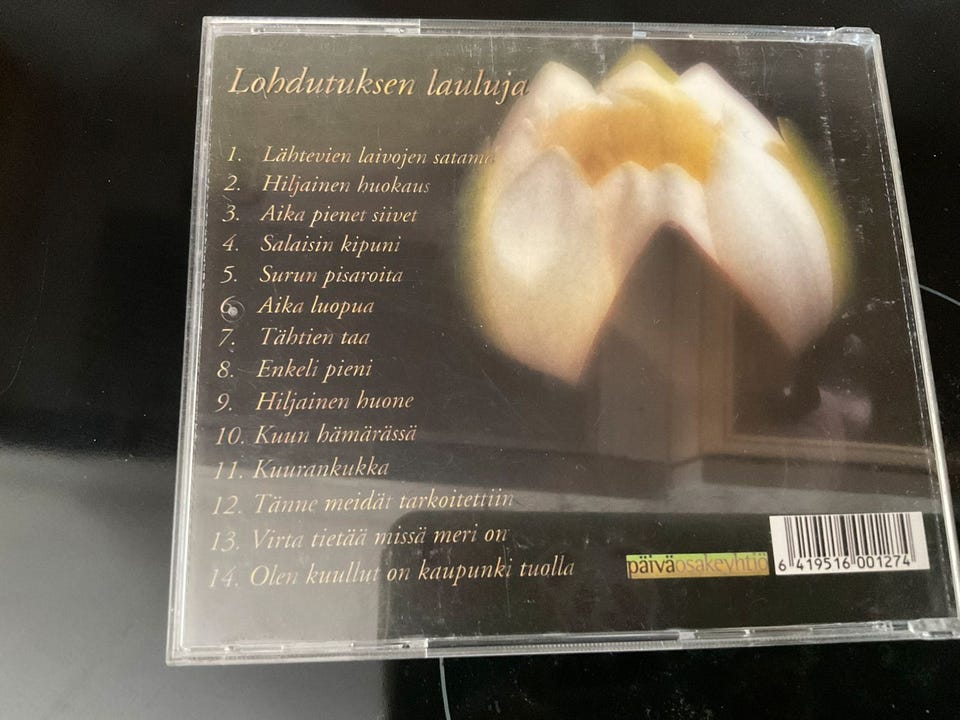 Lohdutuksen lauluja
1. Lähtevien laivojen satama
2. Hiljainen huokaus
3. Aika pienet siivet
4. Salaisin kipuni
5. Surun pisaroita
6. Aika luopua
7. Tähtien taa
8. Enkeli pieni
9. Hiljainen huone
10. Kuun hämärässä
11. Kuurankukka
12. Tänne meidät tarkoitettiin
13. Virta tietää missä meri on
14. Olen kuullut on kaupunki tuolla
päiväosakeyhtiö
6 419516 001274